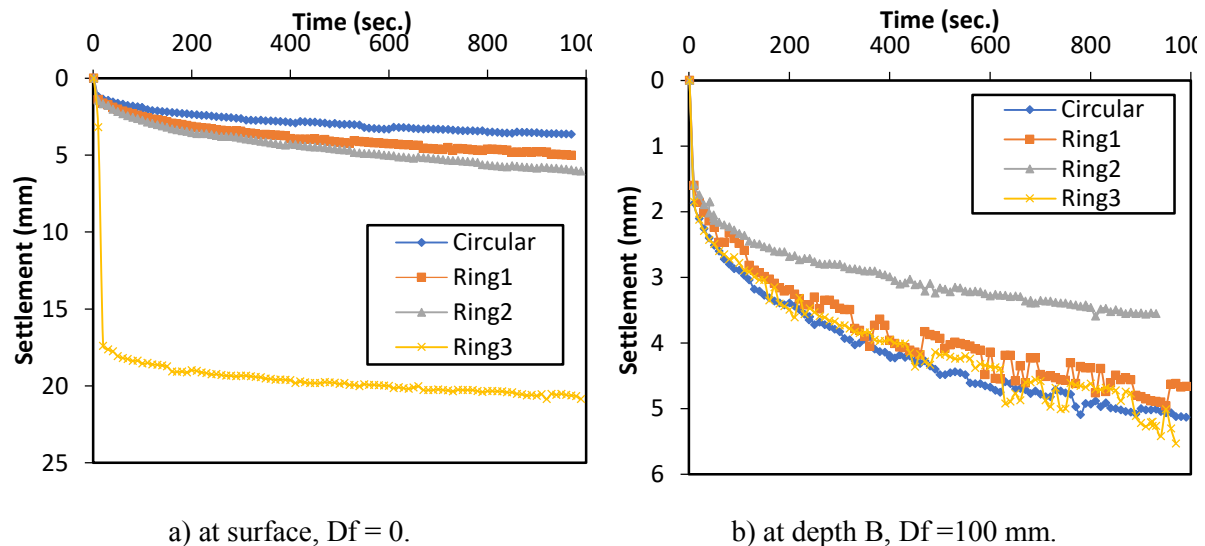 Time (sec.)
0 200 400 600 800 100
0
5
10
15
20
25
Settlement (mm)
Circular
Ring1
Ring2
Ring3
a) at surface, Df = 0.
Time (sec.)
0 200 400 600 800 100
0
1
2
3
4
5
6
Settlement (mm)
Circular
Ring1
Ring2
Ring3
b) at depth B, Df =100 mm.